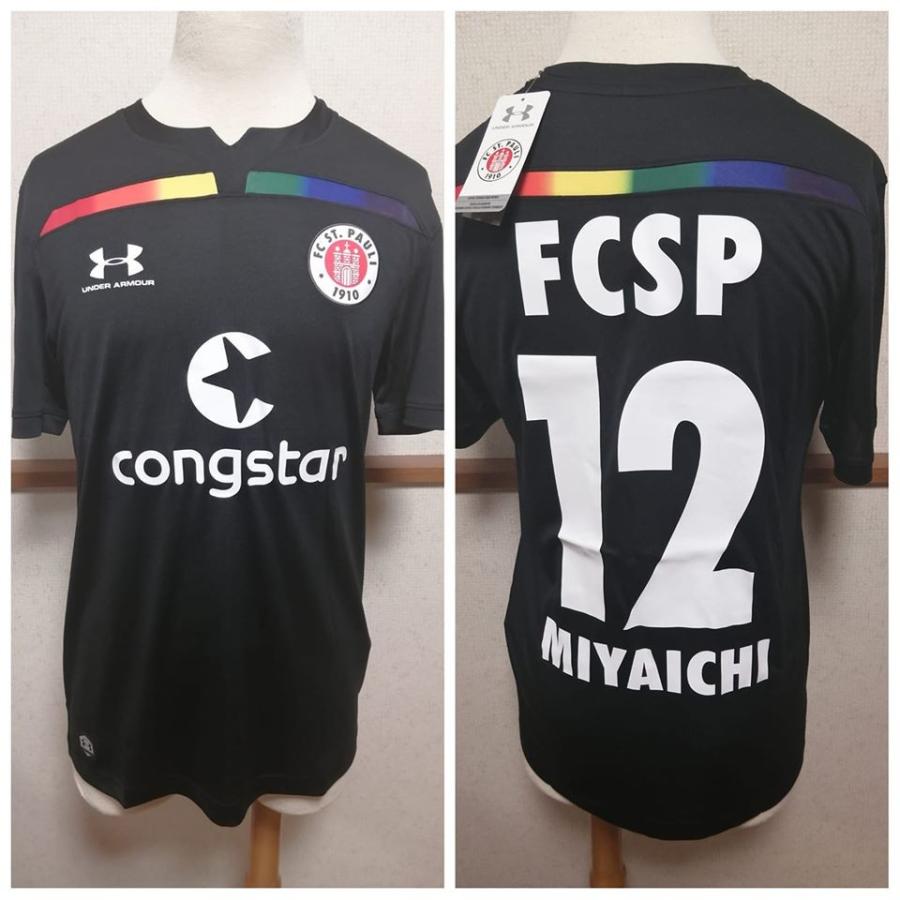 UNDER ARMOUR
FC ST. PAULI
1910
congstar
UNDER ARMOUR
FC ST. PAULI
1910
FCSP
12
MIYAICHI